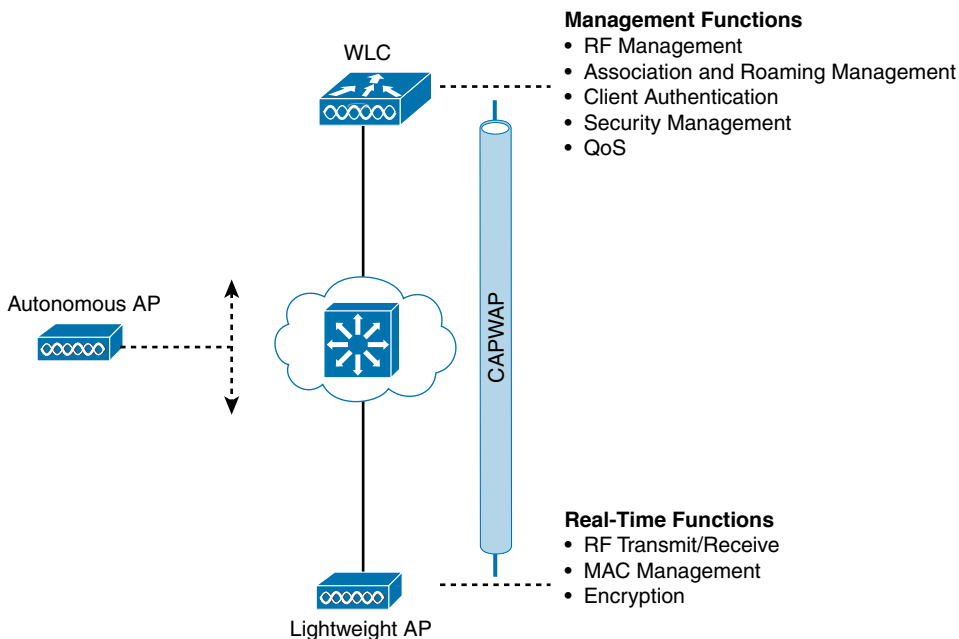 Management Functions
• RF Management
• Association and Roaming Management
• Client Authentication
• Security Management
• QoS
WLC
Autonomous AP
CAPWAP
Real-Time Functions
• RF Transmit/Receive
• MAC Management
• Encryption
Lightweight AP